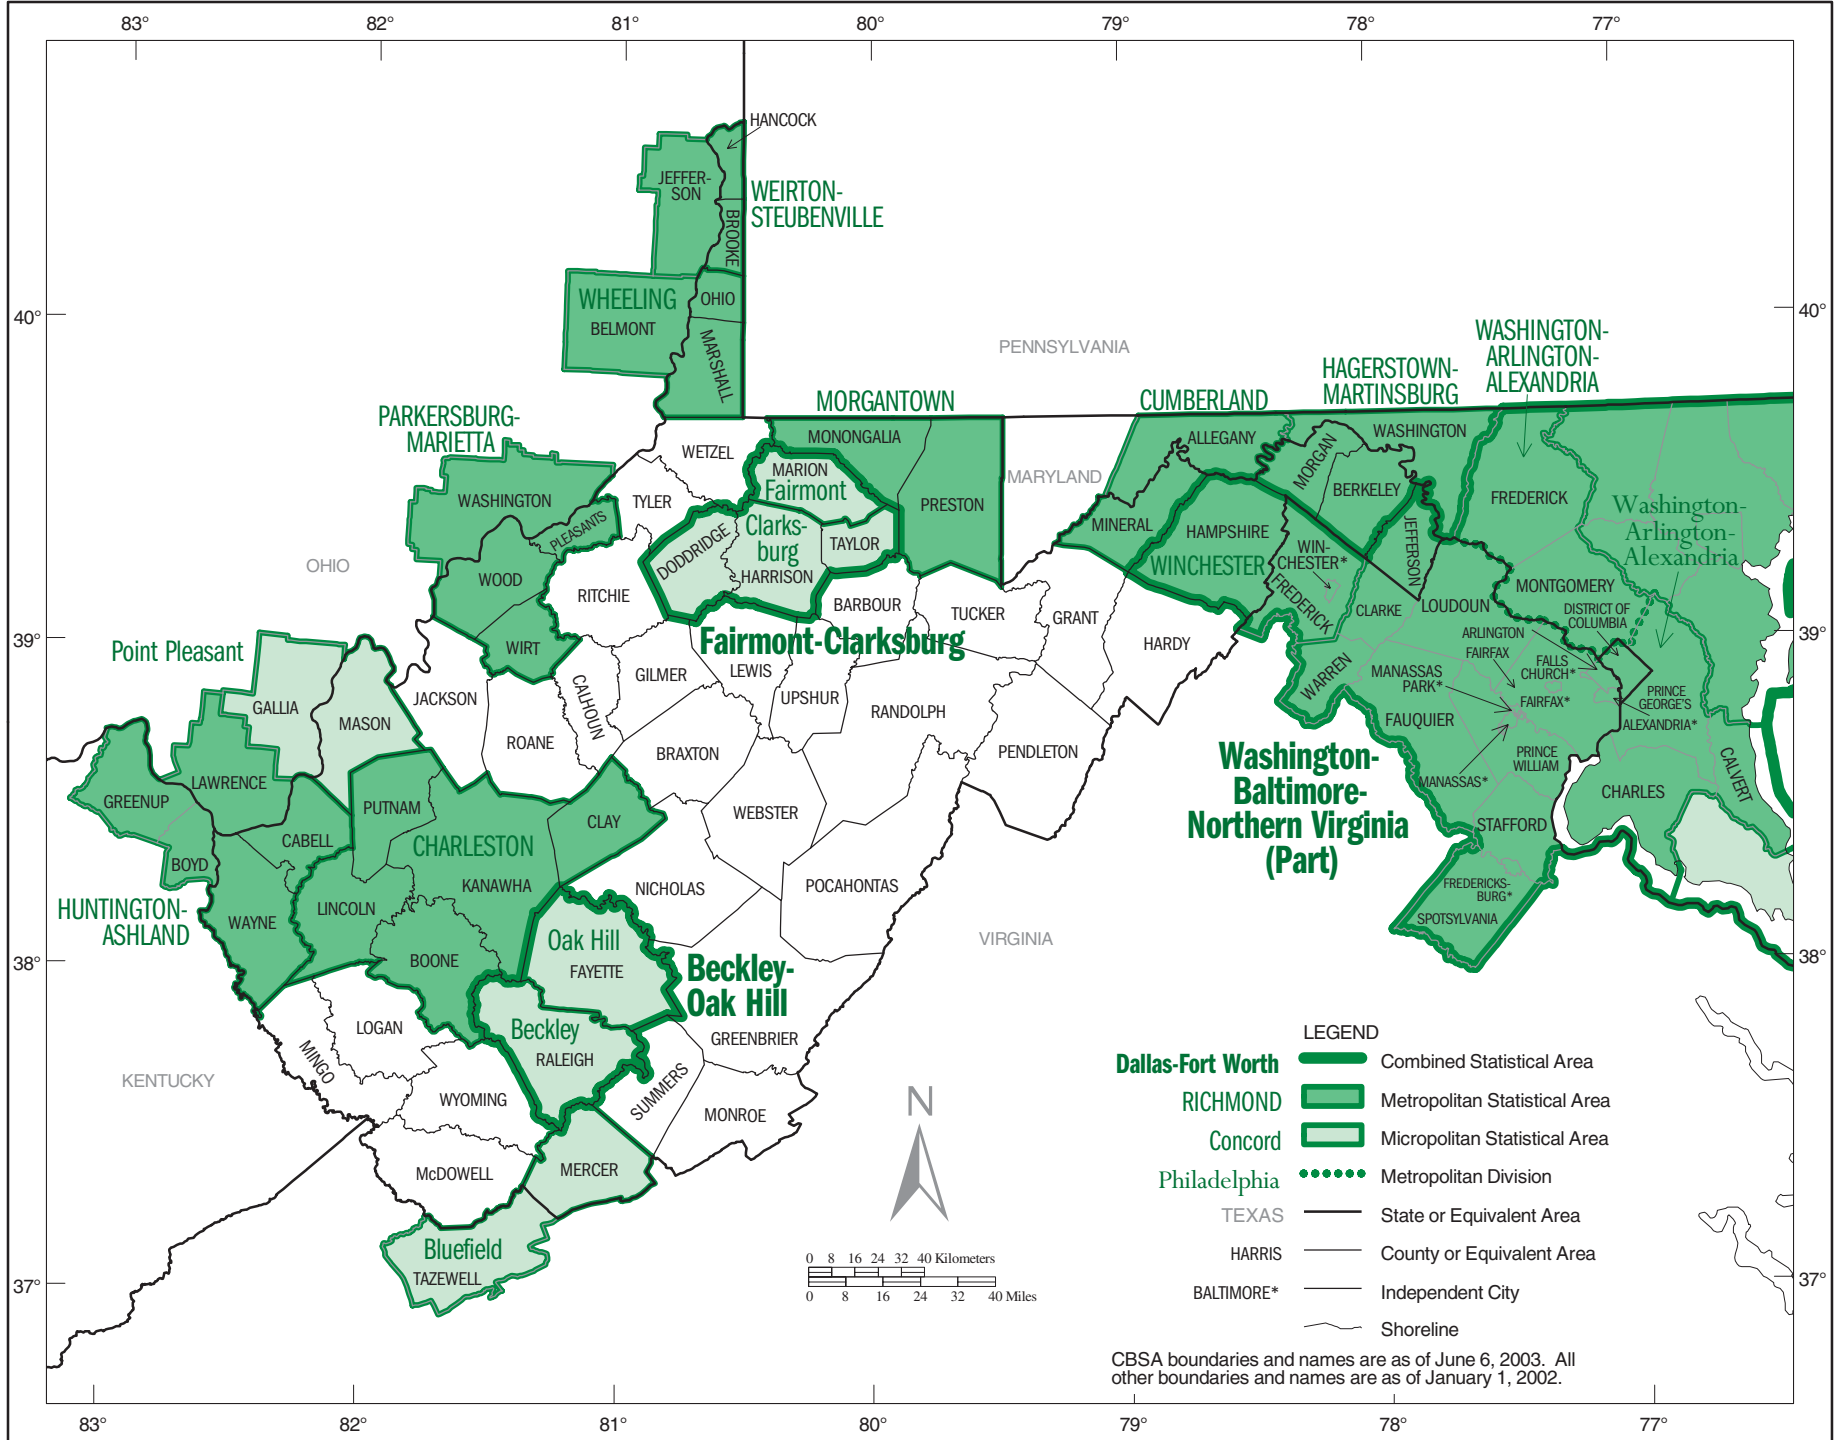 83°
82°
81°
80°
79°
78°
77°
HANCOCK
JEFFER-
SON
WEIRTON-
STEUBENVILLE
BROOKE
WHEELING
OHIO
BELMONT
MARSHALL
40°
40°
PENNSYLVANIA
WASHINGTON-
ARLINGTON-
ALEXANDRIA
HAGERSTOWN-
MARTINSBURG
CUMBERLAND
MORGANTOWN
PARKERSBURG-
MARIETTA
WETZEL
MONONGALIA
MARION
Fairmont
PRESTON
MARYLAND
ALLEGANY
WASHINGTON
MORGAN
BERKELEY
FREDERICK
Washington-
Arlington-
Alexandria
WASHINGTON
TYLER
PLEASANTS
DODDRIDGE
Clarks-
burg
HARRISON
TAYLOR
MINERAL
HAMPSHIRE
WINCHESTER
WIN-
CHESTER*
FREDERICK
JEFFERSON
CLARKE
LOUDOUN
MONTGOMERY
DISTRICT OF
COLUMBIA
OHIO
WOOD
RITCHIE
WIRT
BARBOUR
TUCKER
GRANT
HARDY
39°
39°
Fairmont-Clarksburg
ARLINGTON
FAIRFAX
FALLS
CHURCH*
WARREN
MANASSAS
PARK*
FAIRFAX*
PRINCE
GEORGE'S
ALEXANDRIA*
FAUQUIER
PRINCE
WILLIAM
MANASSAS*
CALVERT
CHARLES
STAFFORD
FREDERICKS-
BURG*
SPOTSYLVANIA
Point Pleasant
GALLIA
MASON
JACKSON
ROANE
CALHOUN
GILMER
LEWIS
UPSHUR
RANDOLPH
BRAXTON
PENDLETON
Washington-
Baltimore-
Northern Virginia
(Part)
GREENUP
LAWRENCE
BOYD
CABELL
PUTNAM
CHARLESTON
KANAWHA
CLAY
WEBSTER
NICHOLAS
POCAHONTAS
HUNTINGTON-
ASHLAND
WAYNE
LINCOLN
BOONE
Oak Hill
FAYETTE
Beckley-
Oak Hill
VIRGINIA
38°
38°
LOGAN
MINGO
Beckley
RALEIGH
GREENBRIER
SUMMERS
MONROE
WYOMING
KENTUCKY
McDOWELL
MERCER
Bluefield
TAZEWELL
N
0 8 16 24 32 40 Kilometers
0 8 16 24 32 40 Miles
LEGEND
Dallas-Fort Worth Combined Statistical Area
RICHMOND Metropolitan Statistical Area
Concord Micropolitan Statistical Area
Philadelphia Metropolitan Division
TEXAS State or Equivalent Area
HARRIS County or Equivalent Area
BALTIMORE* Independent City
Shoreline
CBSA boundaries and names are as of June 6, 2003. All
other boundaries and names are as of January 1, 2002.
37°
37°
83°
82°
81°
80°
79°
78°
77°